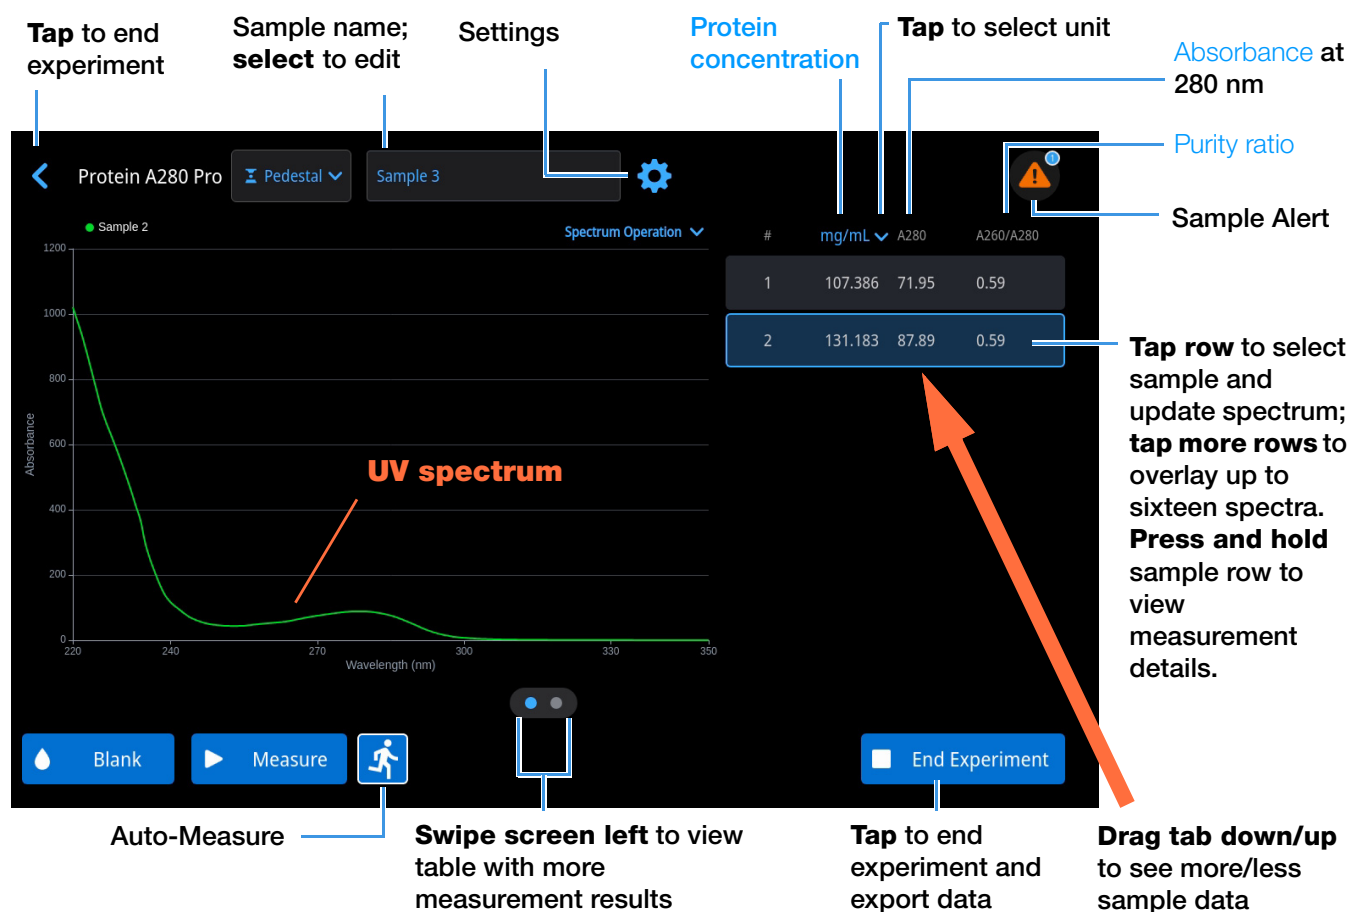 Tap to end
experiment
Sample name;
select to edit
Settings
Protein
concentration
Tap to select unit
Absorbance at
280 nm
Purity ratio
Sample Alert
Protein A280 Pro
Pedestal
Sample 3
1
Sample 2
Spectrum Operation
# mg/mL A280 A260/A280
1 107.386 71.95 0.59
2 131.183 87.89 0.59
Tap row to select
sample and
update spectrum;
tap more rows to
overlay up to
sixteen spectra.
Press and hold
sample row to
view
measurement
details.
1200
1000
800
600
400
200
0
Absorbance
UV spectrum
220 240 270 300 330 350
Wavelength (nm)
Blank
Measure
End Experiment
Auto-Measure
Swipe screen left to view
table with more
measurement results
Tap to end
experiment and
export data
Drag tab down/up
to see more/less
sample data